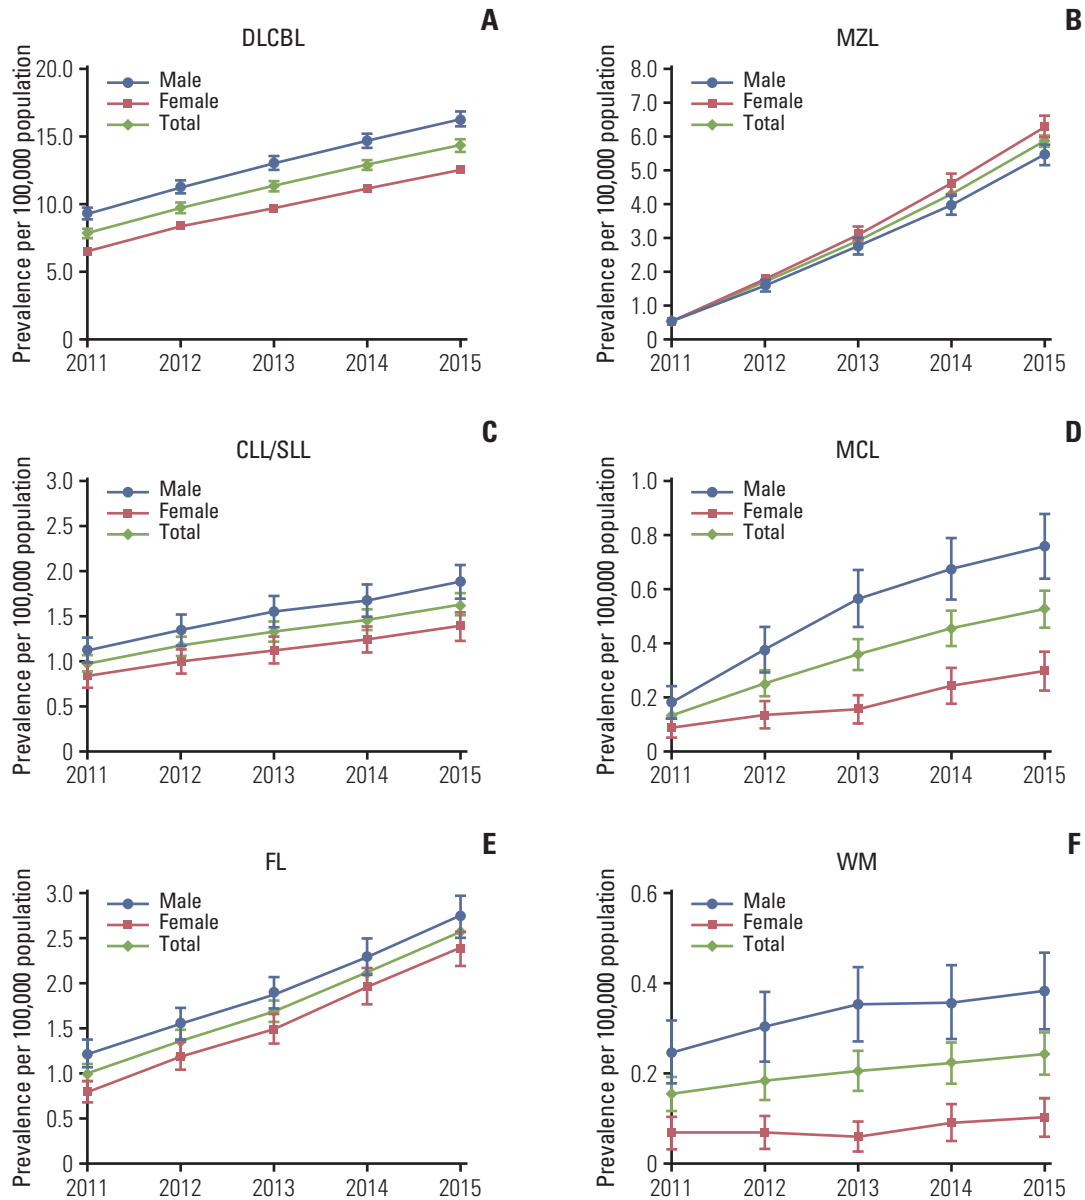 A
DLCBL
Prevalence per 100,000 population
20.0
15.0
10.0
5.0
0
Male
Female
Total
2011 2012 2013 2014 2015
B
MZL
Prevalence per 100,000 population
8.0
7.0
6.0
5.0
4.0
3.0
2.0
1.0
0
Male
Female
Total
2011 2012 2013 2014 2015
C
CLL/SLL
Prevalence per 100,000 population
3.0
2.5
2.0
1.5
1.0
0.5
0
Male
Female
Total
2011 2012 2013 2014 2015
D
MCL
Prevalence per 100,000 population
1.0
0.8
0.6
0.4
0.2
0
Male
Female
Total
2011 2012 2013 2014 2015
E
FL
Prevalence per 100,000 population
3.0
2.5
2.0
1.5
1.0
0.5
0
Male
Female
Total
2011 2012 2013 2014 2015
F
WM
Prevalence per 100,000 population
0.6
0.4
0.2
0
Male
Female
Total
2011 2012 2013 2014 2015